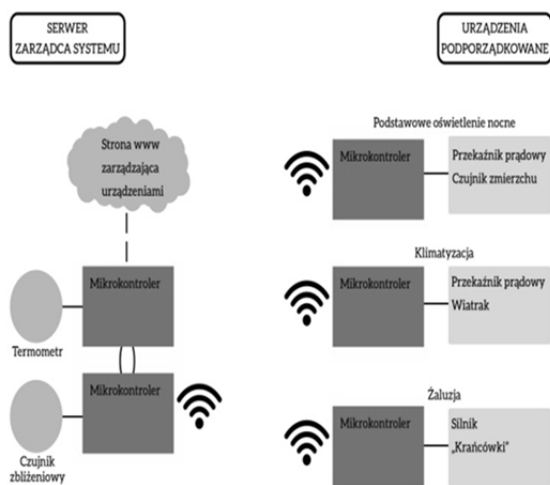 SERWER
ZARZĄDCA SYSTEMU
URZĄDZENIA
PODPORZĄDKOWANE
Strona www
zarządzająca
urządzeniami
Mikrokontroler
Termometr
Mikrokontroler
Czujnik
zbliżeniowy
Podstawowe oświetlenie nocne
Mikrokontroler
Przekaźnik prądowy
Czujnik zmierzchu
Klimatyzacja
Mikrokontroler
Przekaźnik prądowy
Wiatrak
Żaluzja
Mikrokontroler
Silnik
„Krańcówki”